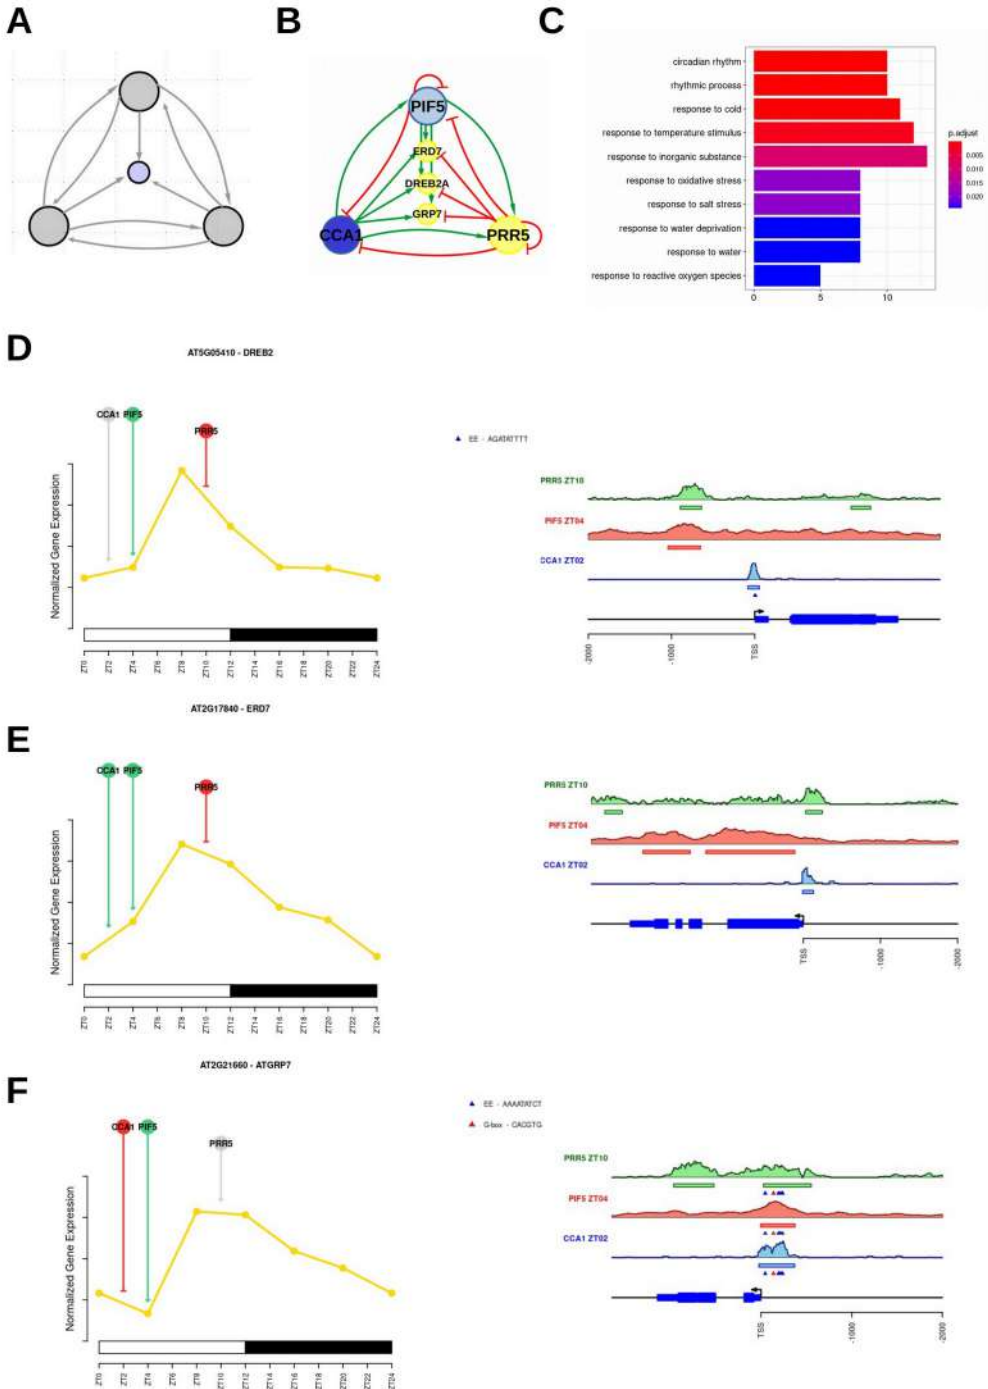 A
B
C
PIF5
ERD7
DREB2A
GRP7
CCA1
PRR5
circadian rhythm
rhythmic process
response to cold
response to temperature stimulus
response to inorganic substance
response to oxidative stress
response to salt stress
response to water deprivation
response to water
response to reactive oxygen species
0 5 10
p.adjust
0.005
0.010
0.015
0.020
D
AT5G05410 - DREB2
CCA1 PIF5
PRR5
Normalized Gene Expression
ZT0 ZT2 ZT4 ZT6 ZT8 ZT10 ZT12 ZT14 ZT16 ZT18 ZT20 ZT22 ZT24
EE - AGATATTTT
PRR5 ZT10
PIF5 ZT04
CCA1 ZT02
-2000 -1000 TSS
E
AT2G17840 - ERD7
CCA1 PIF5
PRR5
Normalized Gene Expression
ZT0 ZT2 ZT4 ZT6 ZT8 ZT10 ZT12 ZT14 ZT16 ZT18 ZT20 ZT22 ZT24
PRR5 ZT10
PIF5 ZT04
CCA1 ZT02
TSS -1000 -2000
F
AT2G21660 - ATGRP7
CCA1 PIF5
PRR5
Normalized Gene Expression
ZT0 ZT2 ZT4 ZT6 ZT8 ZT10 ZT12 ZT14 ZT16 ZT18 ZT20 ZT22 ZT24
EE - AAAATATCT
G-box - CACGTG
PRR5 ZT10
PIF5 ZT04
CCA1 ZT02
TSS -1000 -2000